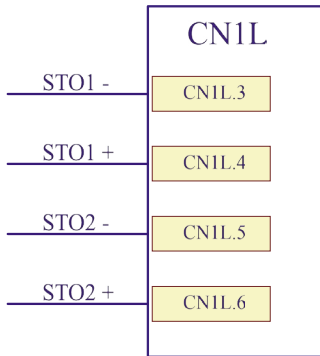 CN1L
STO1 - CN1L.3
STO1 + CN1L.4
STO2 - CN1L.5
STO2 + CN1L.6